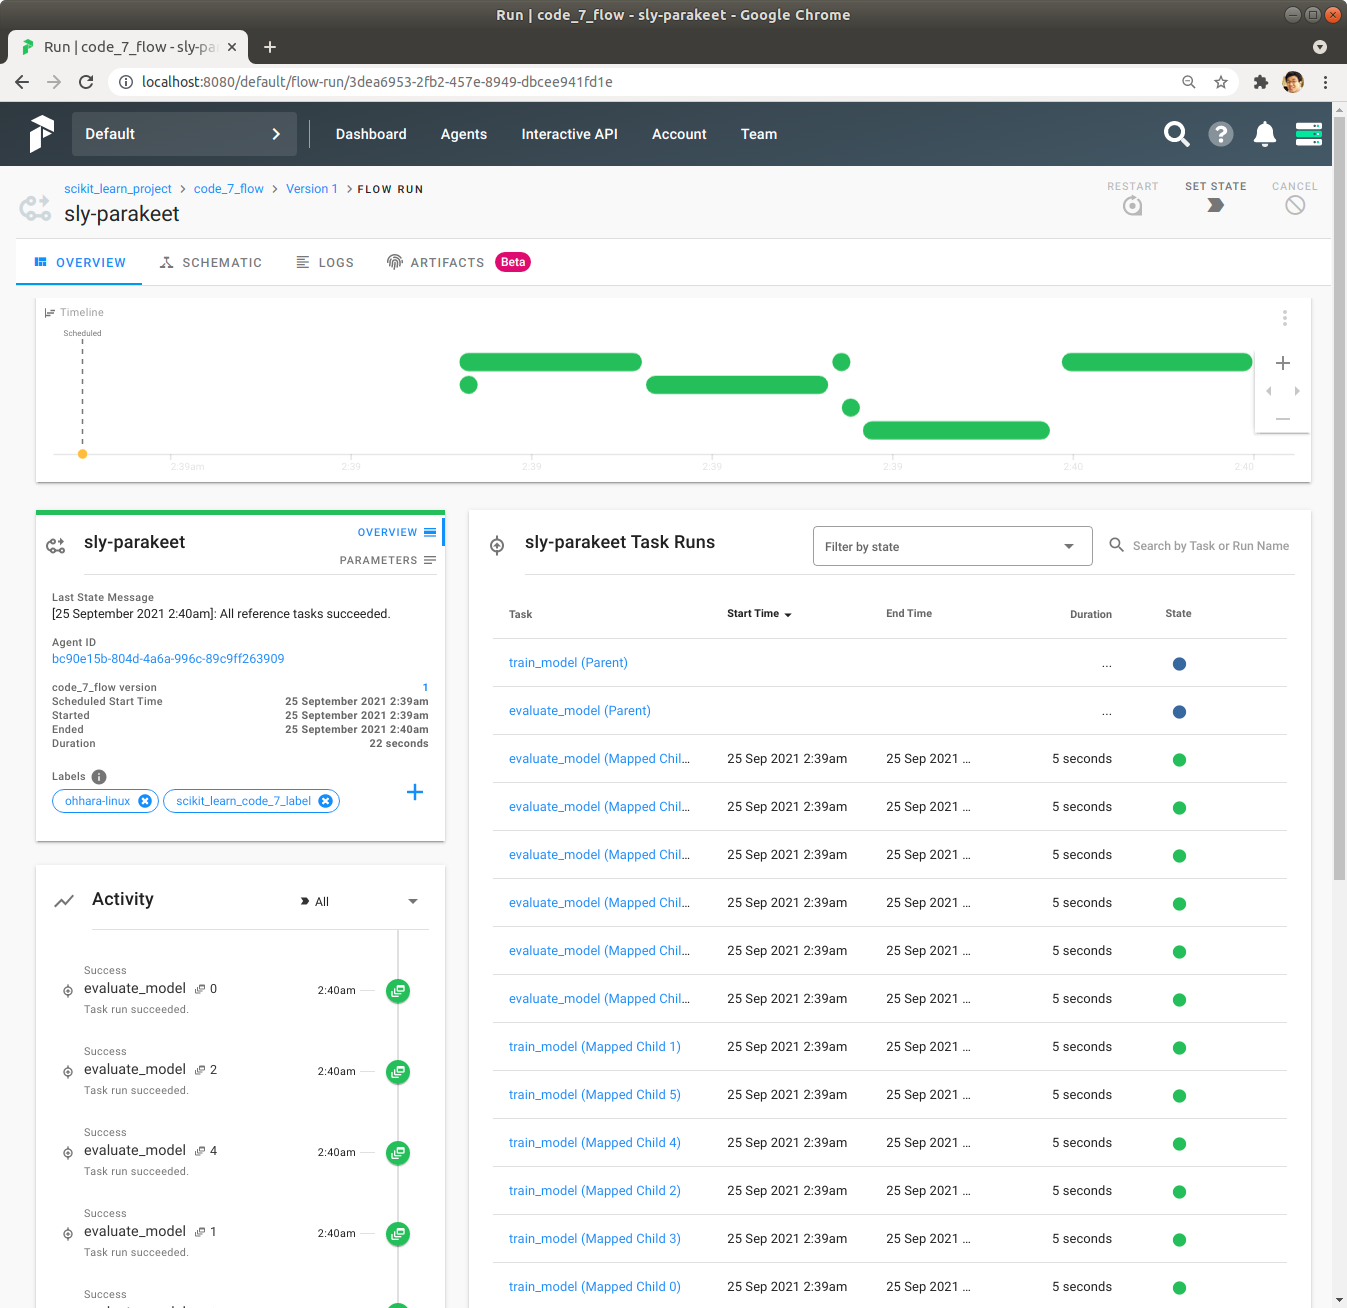 Run | code_7_flow - sly-parakeet - Google Chrome
Run | code_7_flow - sly-pa
localhost:8080/default/flow-run/3dea6953-2fb2-457e-8949-dbcee941fd1e
Default
Dashboard
Agents
Interactive API
Account
Team
scikit_learn_project > code_7_flow > Version 1 > FLOW RUN
sly-parakeet
RESTART
SET STATE
CANCEL
OVERVIEW
SCHEMATIC
LOGS
ARTIFACTS
Beta
Timeline
Scheduled
2:39am
2:39
2:39
2:39
2:39
2:40
2:40
sly-parakeet
OVERVIEW
PARAMETERS
Last State Message
[25 September 2021 2:40am]: All reference tasks succeeded.
Agent ID
bc90e15b-804d-4a6a-996c-89c9ff263909
code_7_flow version 1
Scheduled Start Time 25 September 2021 2:39am
Started 25 September 2021 2:39am
Ended 25 September 2021 2:40am
Duration 22 seconds
Labels
ohhara-linux
scikit_learn_code_7_label
Activity
All
Success
evaluate_model 0
2:40am
Task run succeeded.
Success
evaluate_model 2
2:40am
Task run succeeded.
Success
evaluate_model 4
2:40am
Task run succeeded.
Success
evaluate_model 1
2:40am
Task run succeeded.
Success
sly-parakeet Task Runs
Filter by state
Search by Task or Run Name
Task Start Time End Time Duration State
train_model (Parent) ...
evaluate_model (Parent) ...
evaluate_model (Mapped Chil... 25 Sep 2021 2:39am 25 Sep 2021 ... 5 seconds
evaluate_model (Mapped Chil... 25 Sep 2021 2:39am 25 Sep 2021 ... 5 seconds
evaluate_model (Mapped Chil... 25 Sep 2021 2:39am 25 Sep 2021 ... 5 seconds
evaluate_model (Mapped Chil... 25 Sep 2021 2:39am 25 Sep 2021 ... 5 seconds
evaluate_model (Mapped Chil... 25 Sep 2021 2:39am 25 Sep 2021 ... 5 seconds
evaluate_model (Mapped Chil... 25 Sep 2021 2:39am 25 Sep 2021 ... 5 seconds
train_model (Mapped Child 1) 25 Sep 2021 2:39am 25 Sep 2021 ... 5 seconds
train_model (Mapped Child 5) 25 Sep 2021 2:39am 25 Sep 2021 ... 5 seconds
train_model (Mapped Child 4) 25 Sep 2021 2:39am 25 Sep 2021 ... 5 seconds
train_model (Mapped Child 2) 25 Sep 2021 2:39am 25 Sep 2021 ... 5 seconds
train_model (Mapped Child 3) 25 Sep 2021 2:39am 25 Sep 2021 ... 5 seconds
train_model (Mapped Child 0) 25 Sep 2021 2:39am 25 Sep 2021 ... 5 seconds